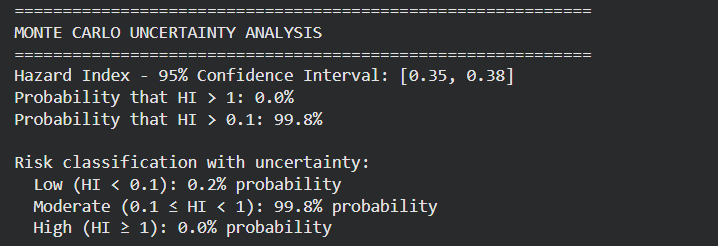 ============================================================
MONTE CARLO UNCERTAINTY ANALYSIS
============================================================
Hazard Index - 95% Confidence Interval: [0.35, 0.38]
Probability that HI > 1: 0.0%
Probability that HI > 0.1: 99.8%

Risk classification with uncertainty:
  Low (HI < 0.1): 0.2% probability
  Moderate (0.1 ≤ HI < 1): 99.8% probability
  High (HI ≥ 1): 0.0% probability